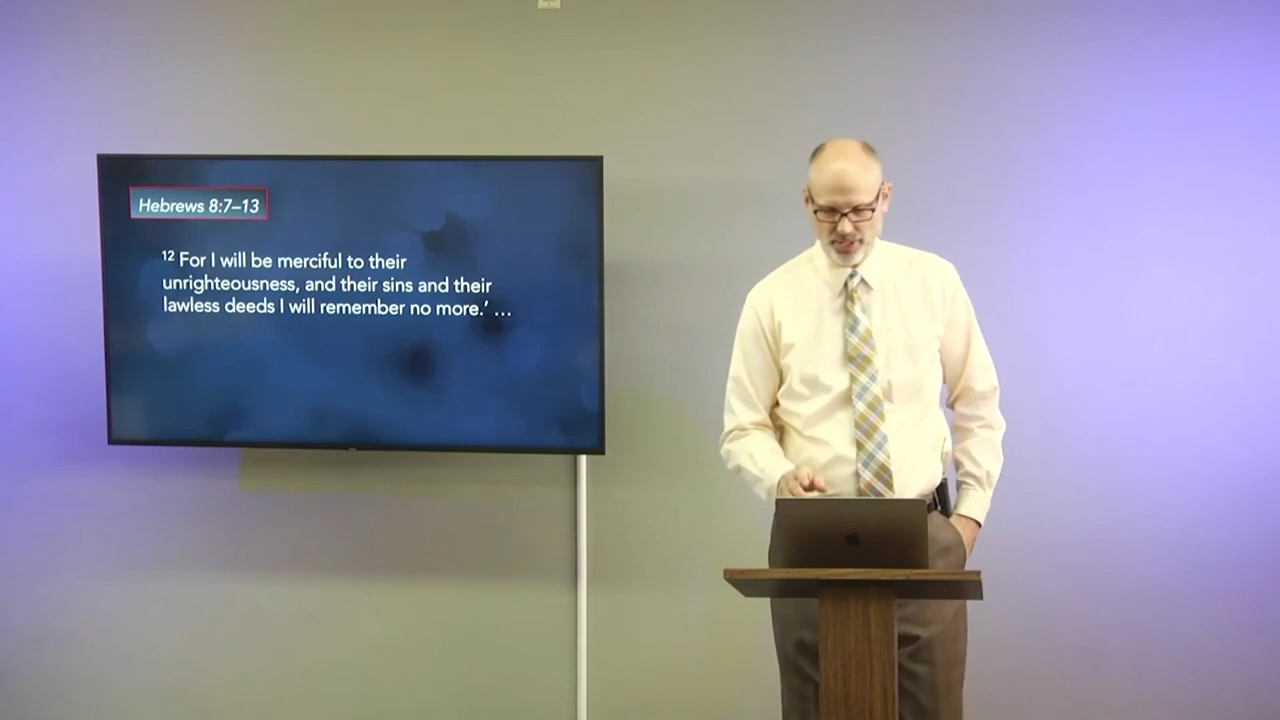 Hebrews 8:7–13
12 For I will be merciful to their
unrighteousness, and their sins and their
lawless deeds I will remember no more.’ …